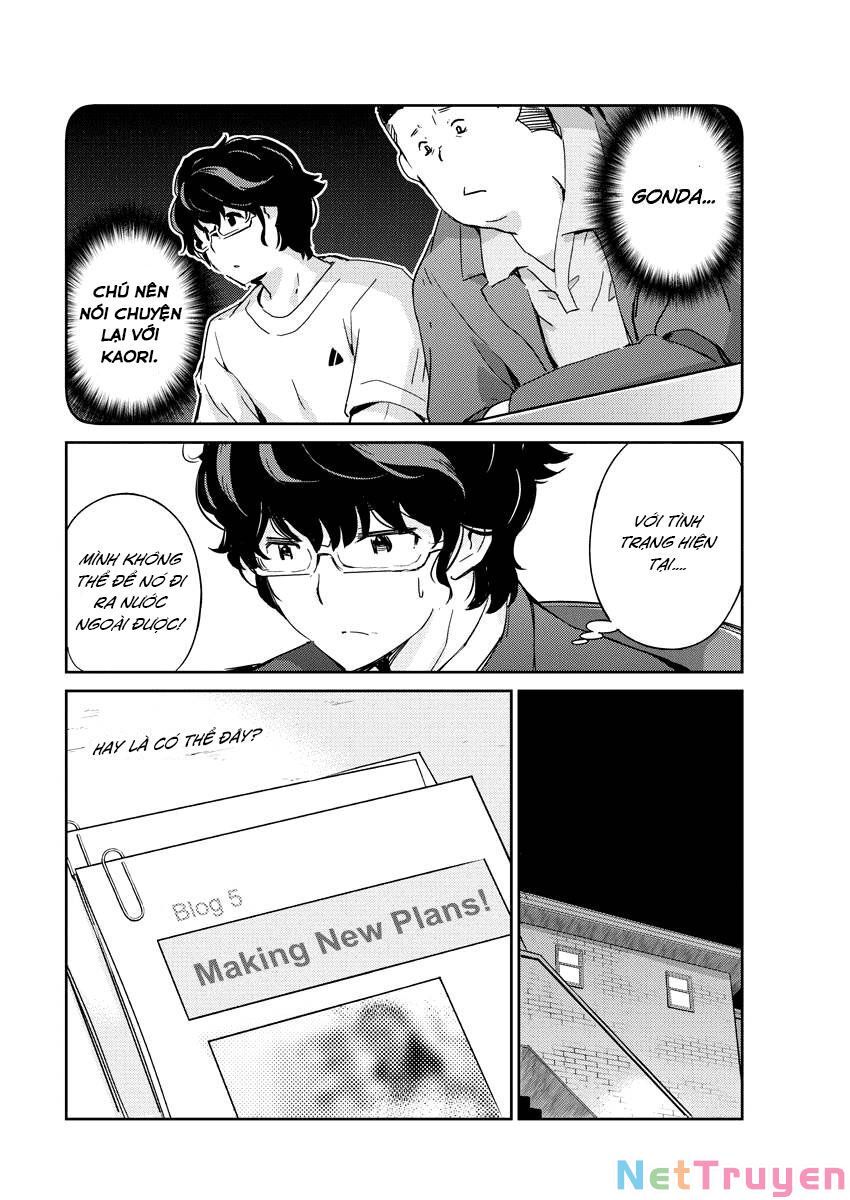 GONDA...
CHÚ NÊN
NÓI CHUYỆN
LẠI VỚI
KAORI.
VỚI TÌNH
TRẠNG HIỆN
TẠI....
MÌNH KHÔNG
THỂ ĐỂ NÓ ĐI
RA NƯỚC
NGOÀI ĐƯỢC!
HAY LÀ CÓ THỂ ĐÂY?
Blog 5
Making New Plans!
NetTruyen